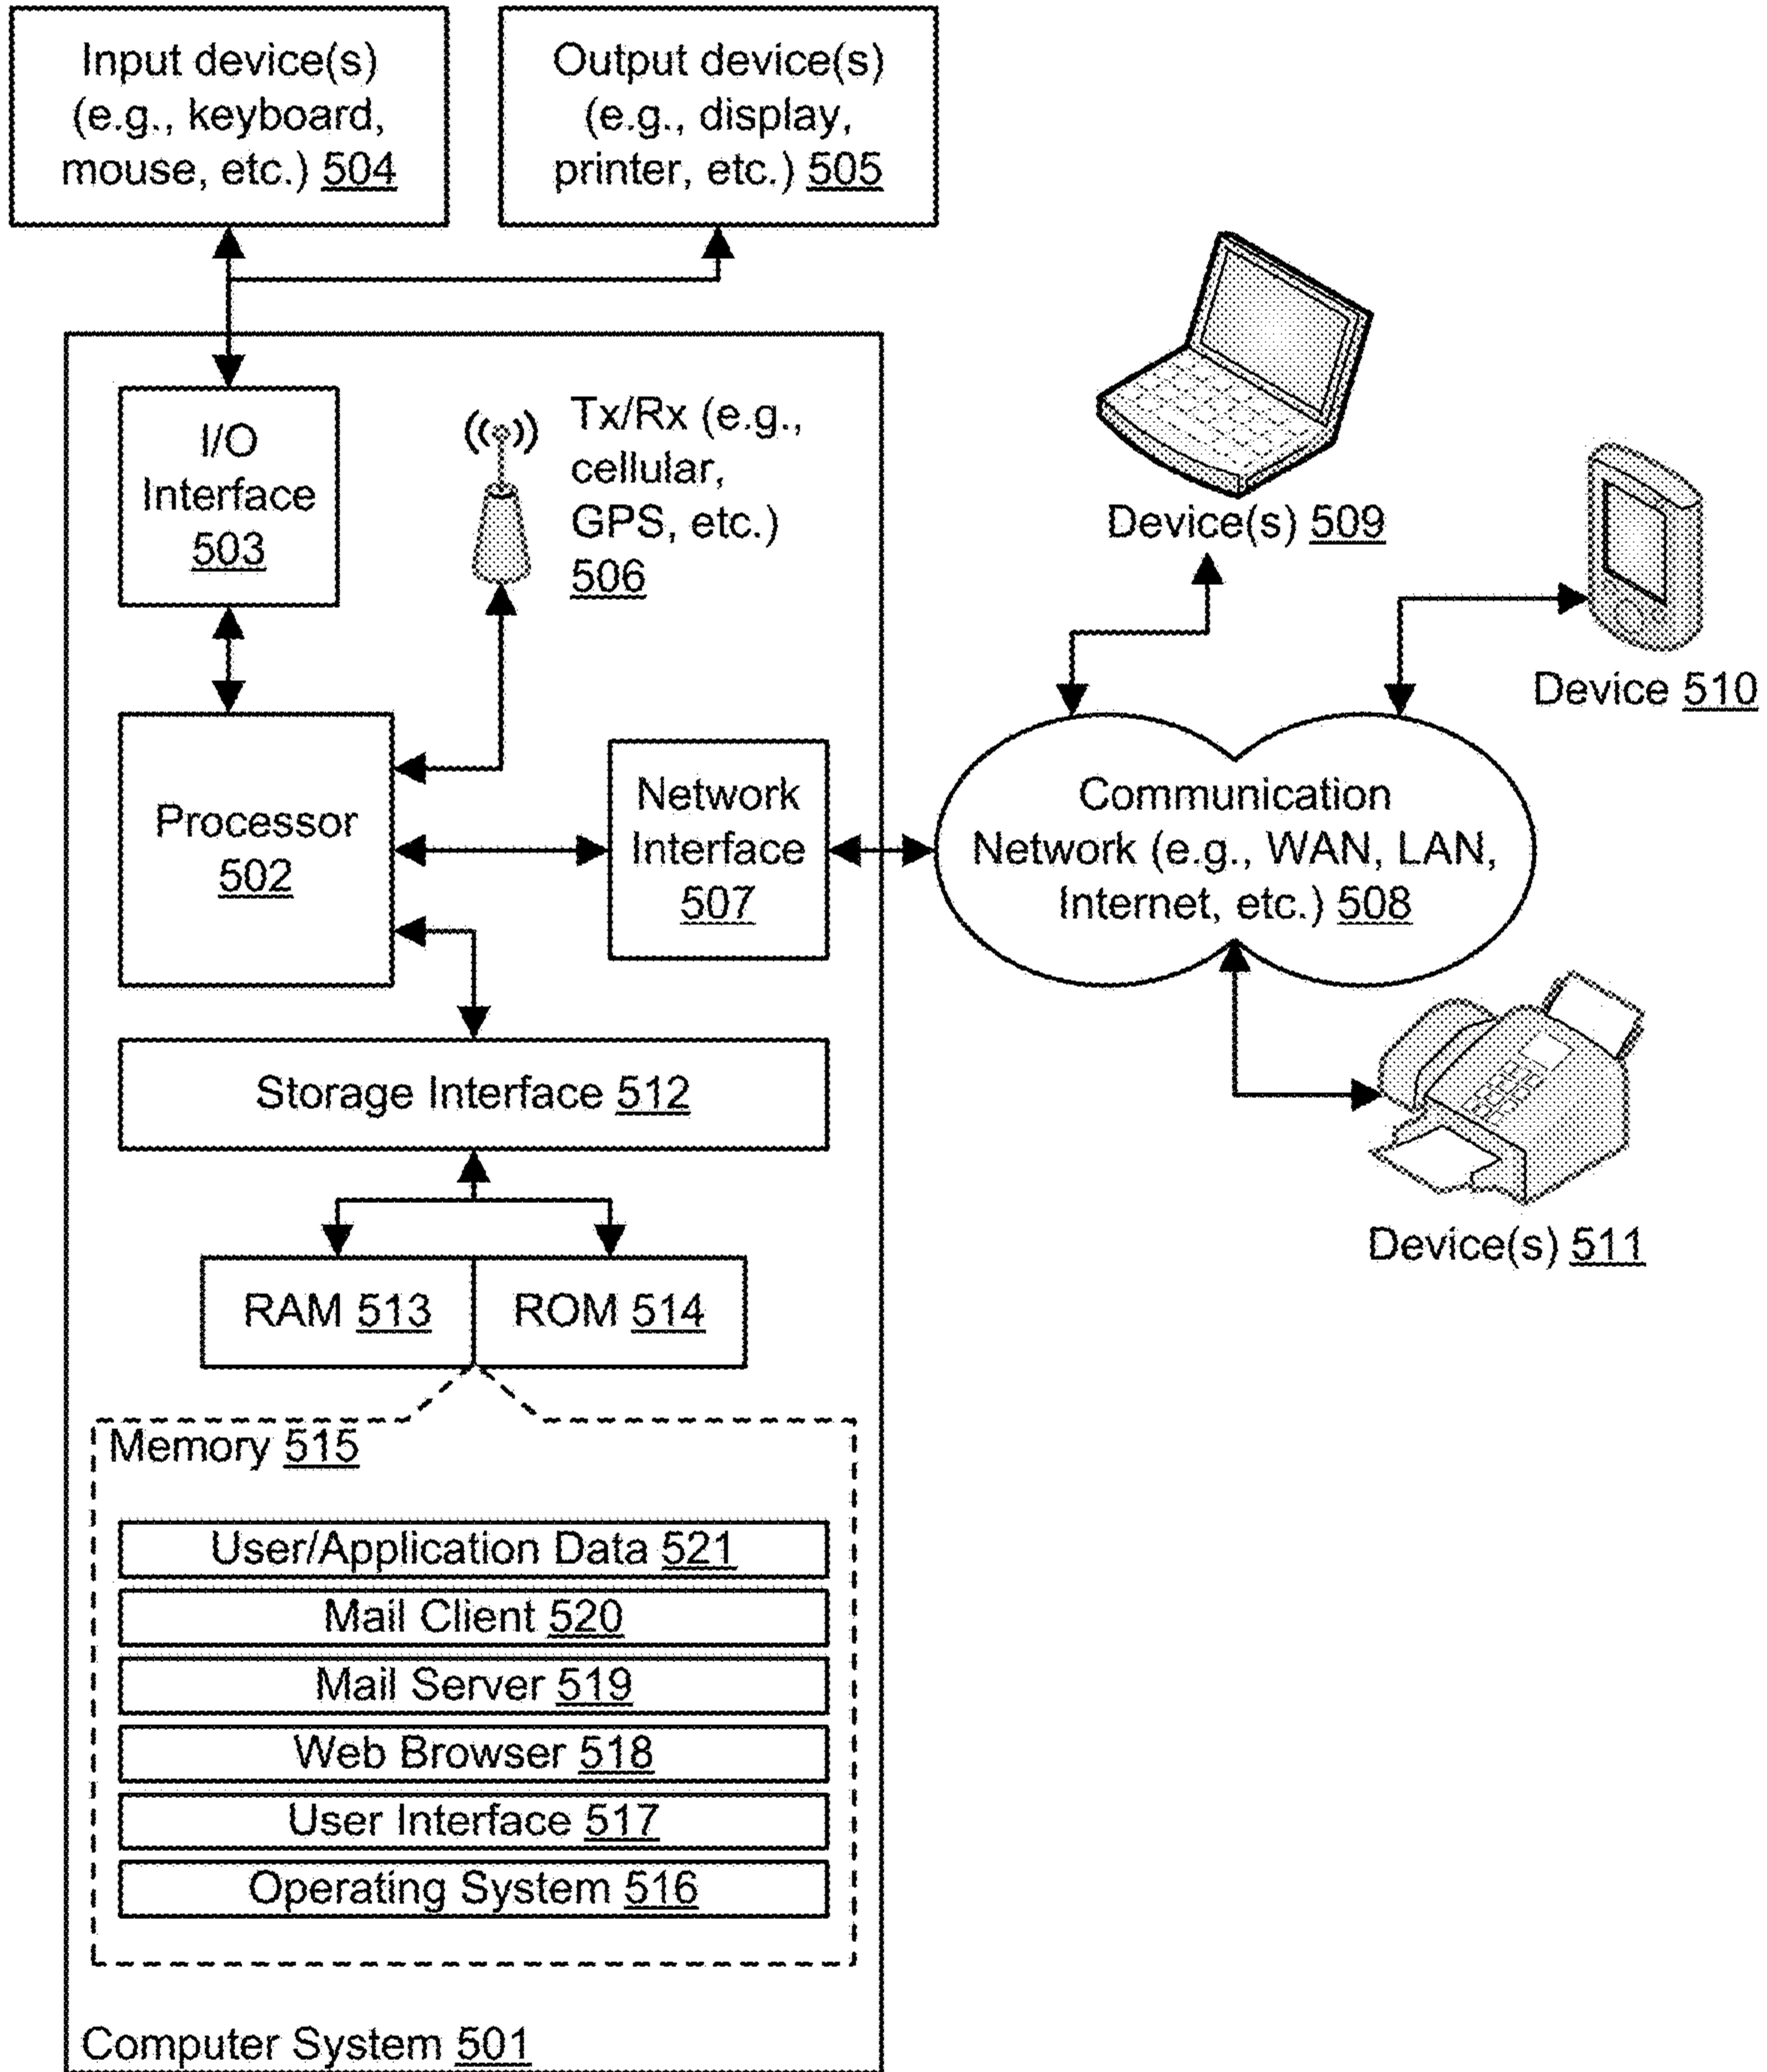 Input device(s)
(e.g., keyboard,
mouse, etc.) 504
Output device(s)
(e.g., display,
printer, etc.) 505
I/O
Interface
503
Tx/Rx (e.g.,
cellular,
GPS, etc.)
506
Device(s) 509
Device 510
Processor
502
Network
Interface
507
Communication
Network (e.g., WAN, LAN,
Internet, etc.) 508
Storage Interface 512
Device(s) 511
RAM 513
ROM 514
Memory 515
User/Application Data 521
Mail Client 520
Mail Server 519
Web Browser 518
User Interface 517
Operating System 516
Computer System 501